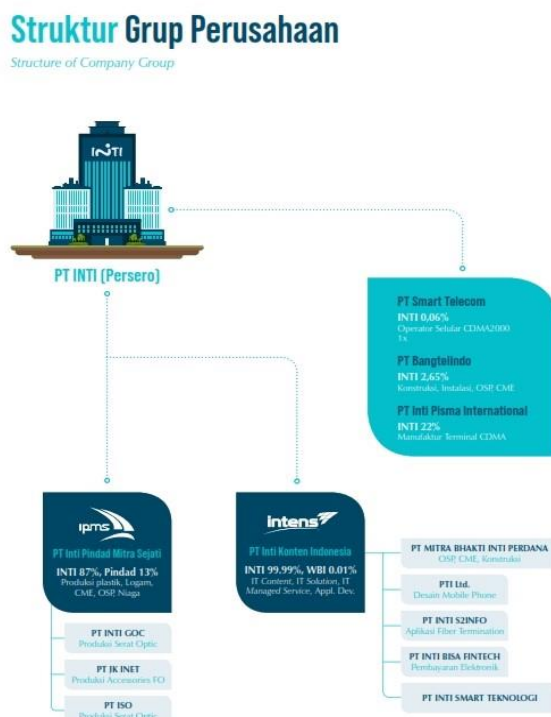 Struktur Grup Perusahaan
Structure of Company Group
INTI
PT INTI (Persero)
PT Smart Telecom
INTI 0,06%
Operator Selular CDMA2000
1x
PT Bangtelindo
INTI 2,65%
Konstruksi, Instalasi, OSP, CME
PT Inti Pisma International
INTI 22%
Manufaktur Terminal CDMA
ipms
PT Inti Pindad Mitra Sejati
INTI 87%, Pindad 13%
Produksi plastik, Logam,
CME, OSP, Niaga
PT INTI GOC
Produksi Serat Optic
PT JK INET
Produksi Accessories FO
PT ISO
Produksi Serat Optic
intens
PT Inti Konten Indonesia
INTI 99.99%, WBI 0.01%
IT Content, IT Solution, IT
Managed Service, Appl. Dev.
PT MITRA BHAKTI INTI PERDANA
OSP, CME, Konstruksi
PTI Ltd.
Desain Mobile Phone
PT INTI S2INFO
Aplikasi Fiber Termination
PT INTI BISA FINTECH
Pembayaran Elektronik
PT INTI SMART TEKNOLOGI